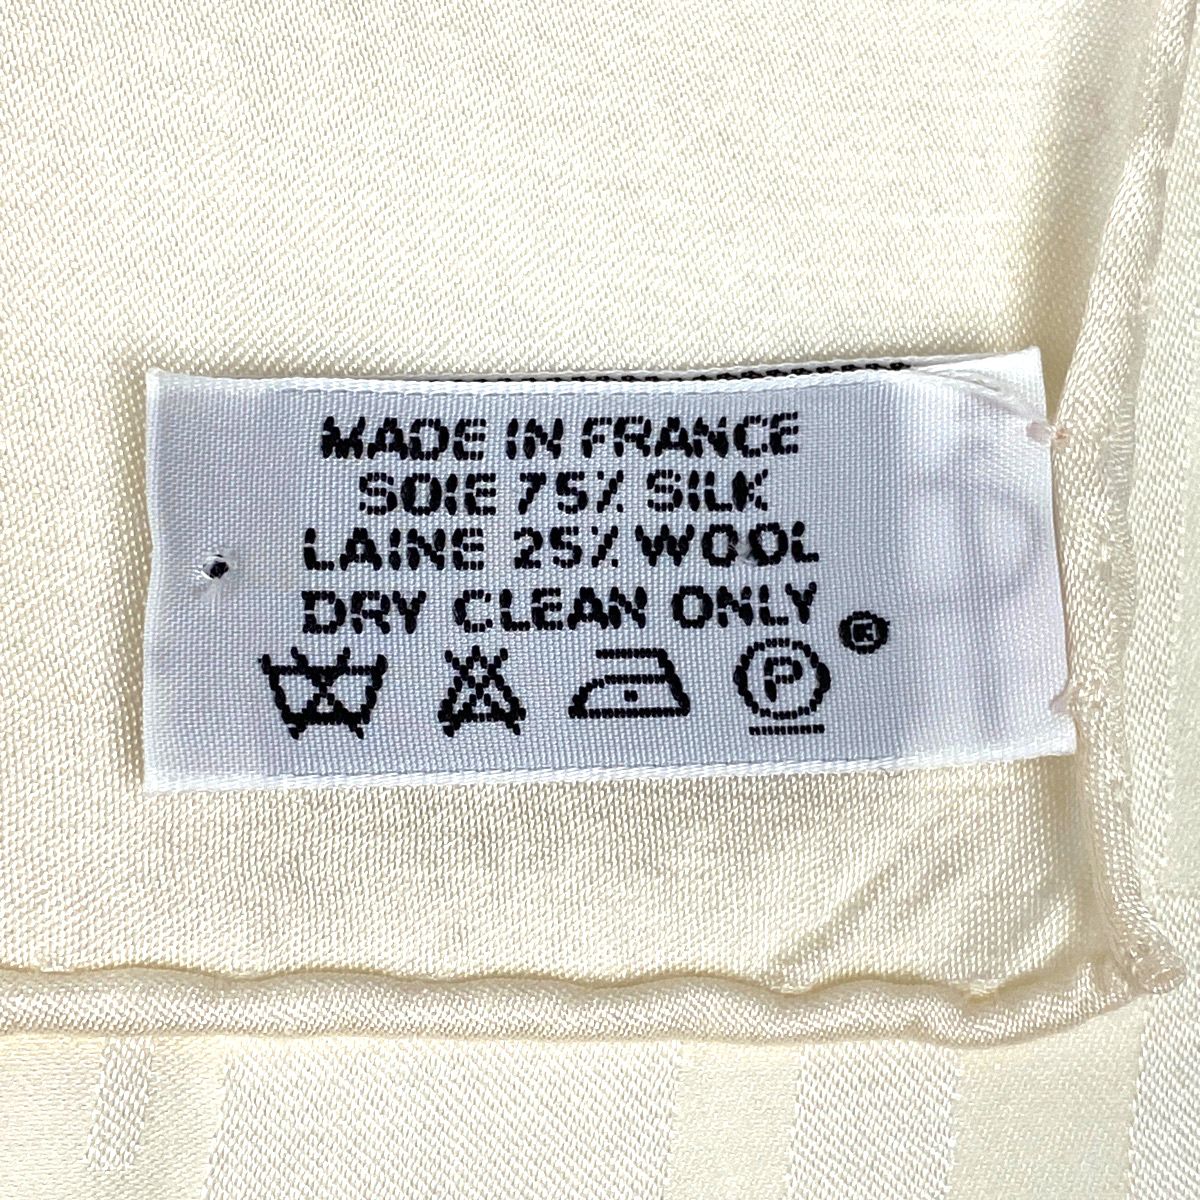 MADE IN FRANCE
SOIE 75% SILK
LAINE 25% WOOL
DRY CLEAN ONLY
®
P